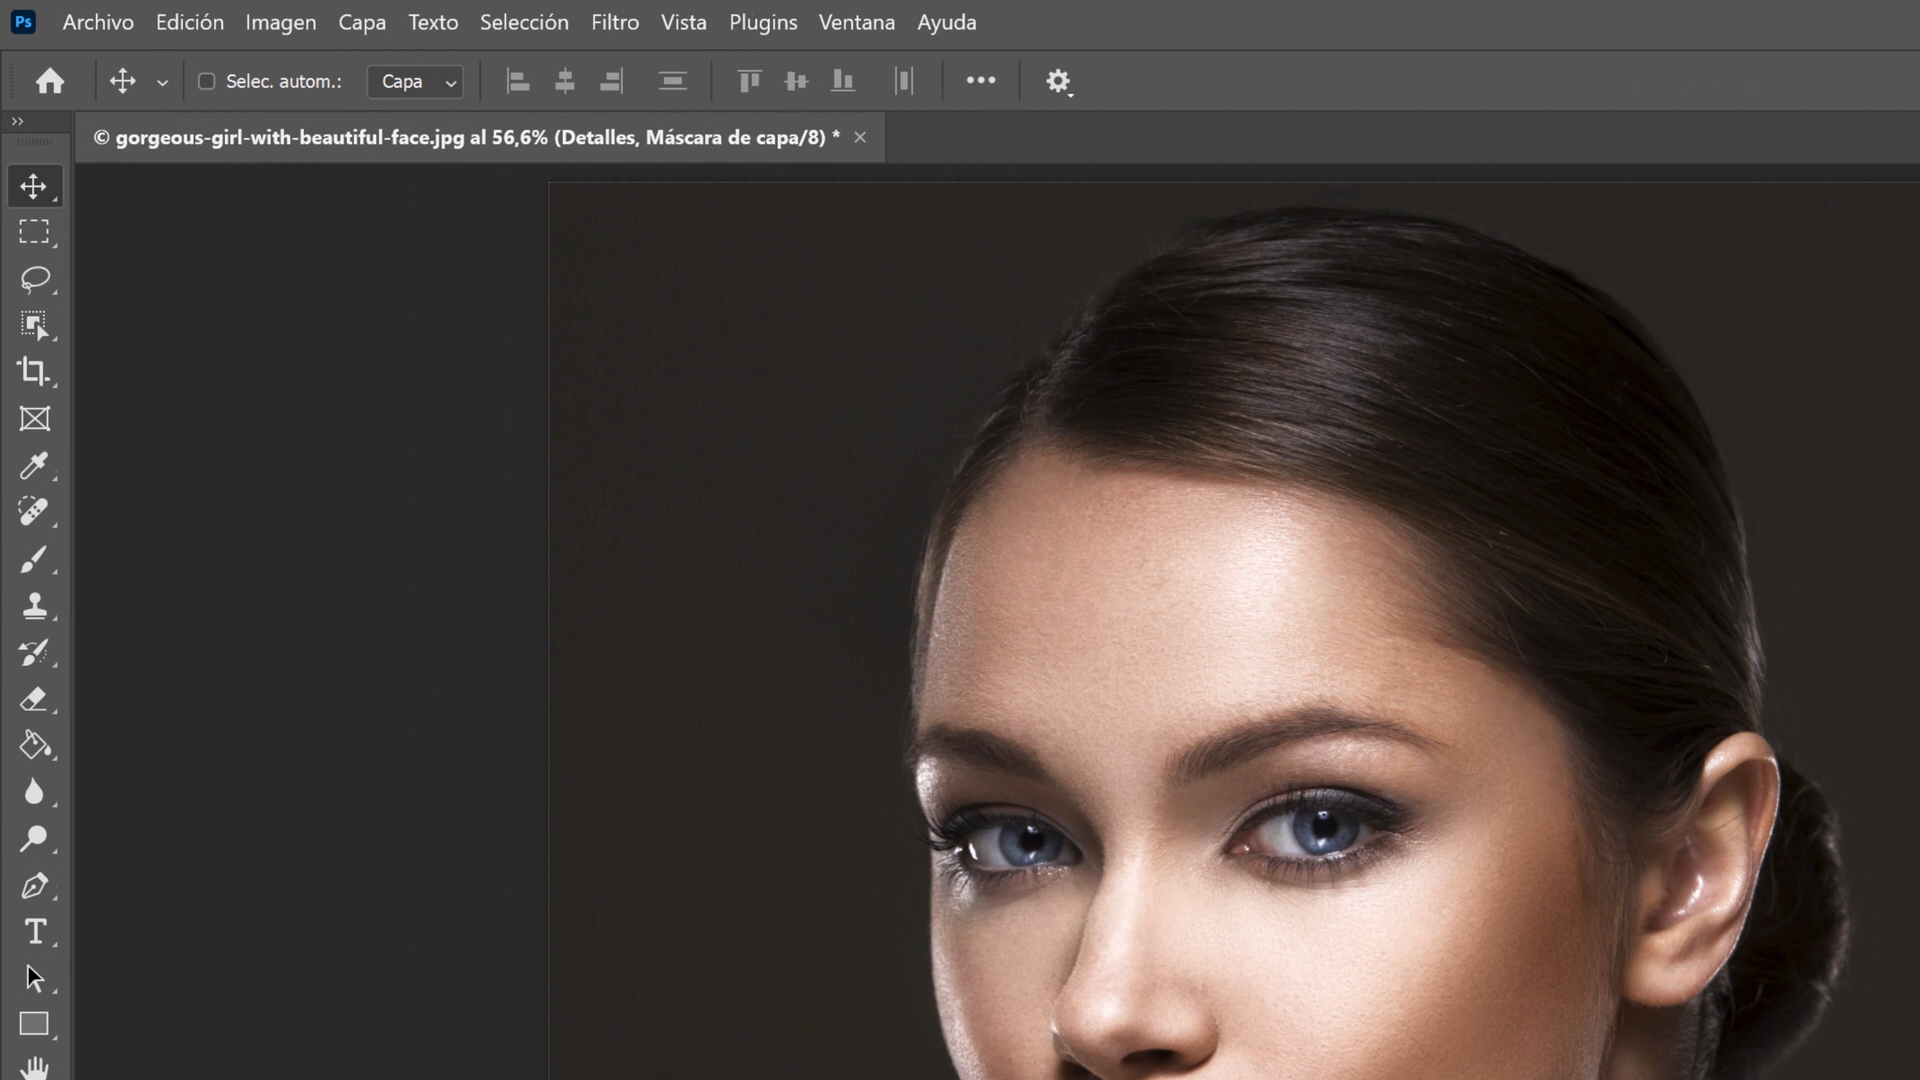 Ps Archivo Edición Imagen Capa Texto Selección Filtro Vista Plugins Ventana Ayuda
Selec. autom.: Capa
© gorgeous-girl-with-beautiful-face.jpg al 56,6% (Detalles, Máscara de capa/8) *